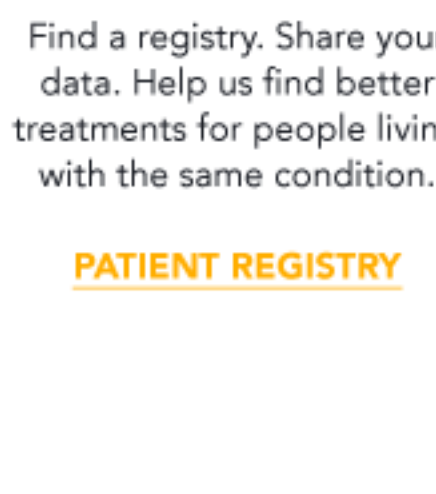 Find a registry. Share you
data. Help us find better
treatments for people livin
with the same condition.
PATIENT REGISTRY